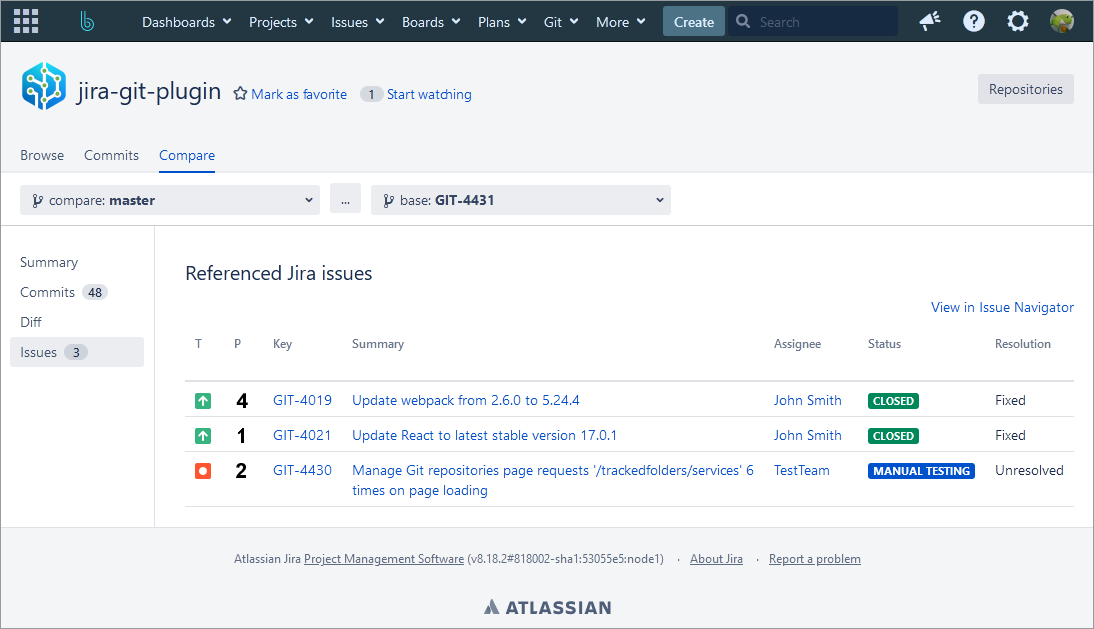 Dashboards Projects Issues Boards Plans Git More Create Search
jira-git-plugin Mark as favorite 1 Start watching Repositories
Browse Commits Compare
compare: master ... base: GIT-4431
Summary
Commits 48
Diff
Issues 3
Referenced Jira issues
View in Issue Navigator
T P Key Summary Assignee Status Resolution
4 GIT-4019 Update webpack from 2.6.0 to 5.24.4 John Smith CLOSED Fixed
1 GIT-4021 Update React to latest stable version 17.0.1 John Smith CLOSED Fixed
2 GIT-4430 Manage Git repositories page requests '/trackedfolders/services' 6 TestTeam MANUAL TESTING Unresolved
times on page loading
Atlassian Jira Project Management Software (v8.18.2#818002-sha1:53055e5:node1) · About Jira · Report a problem
ATLASSIAN